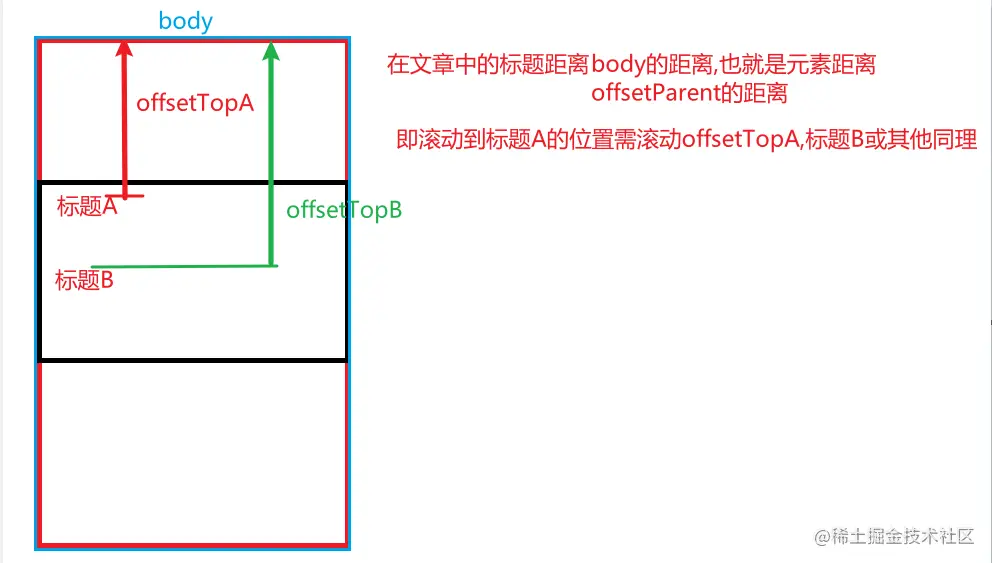 body
在文章中的标题距离body的距离,也就是元素距离
offsetParent的距离
offsetTopA
即滚动到标题A的位置需滚动offsetTopA,标题B或其他同理
标题A
offsetTopB
标题B
@稀土掘金技术社区